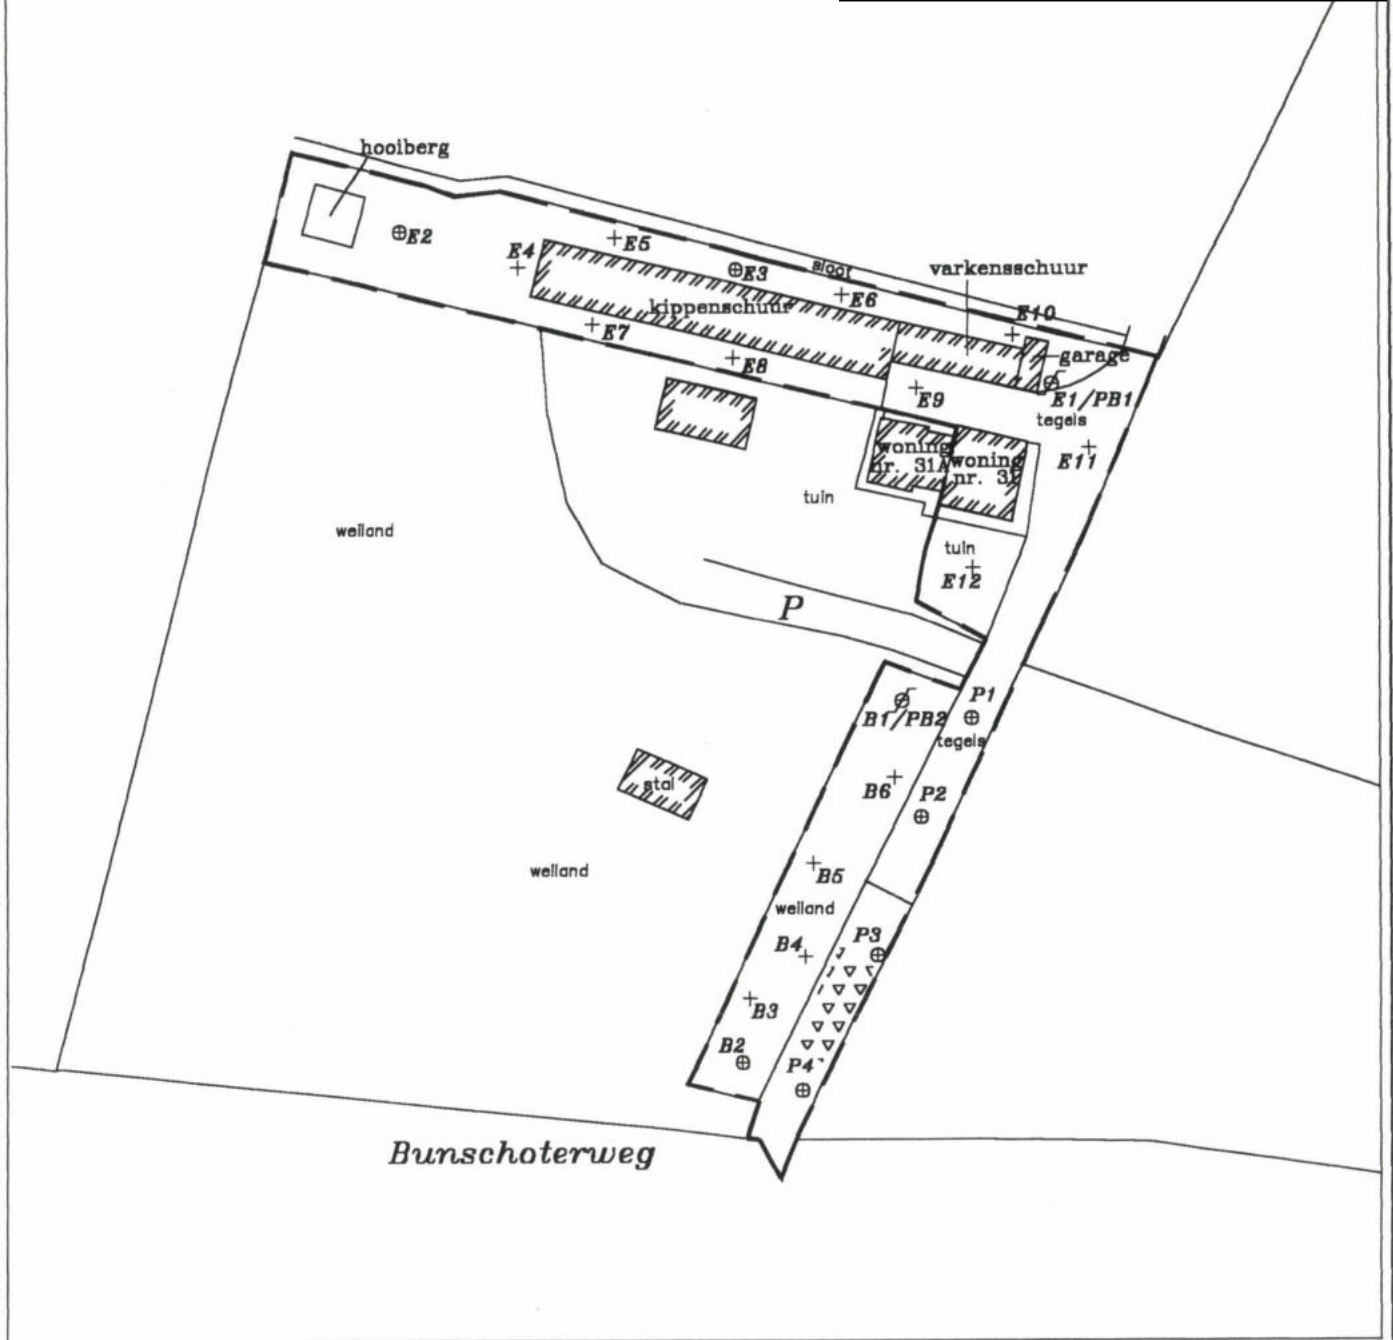 hooiberg
E2
E5
E4
E3
sloot
varkensschuur
E6
kippenschuur
E10
E7
garage
E8
E9
E1/PB1
tegels
woning
nr. 31A
woning
nr. 31
E11
tuin
weiland
tuin
E12
P
P1
B1/PB2
tegels
stal
B6
P2
weiland
B5
weiland
P3
B4
B3
B2
P4
Bunschoterweg